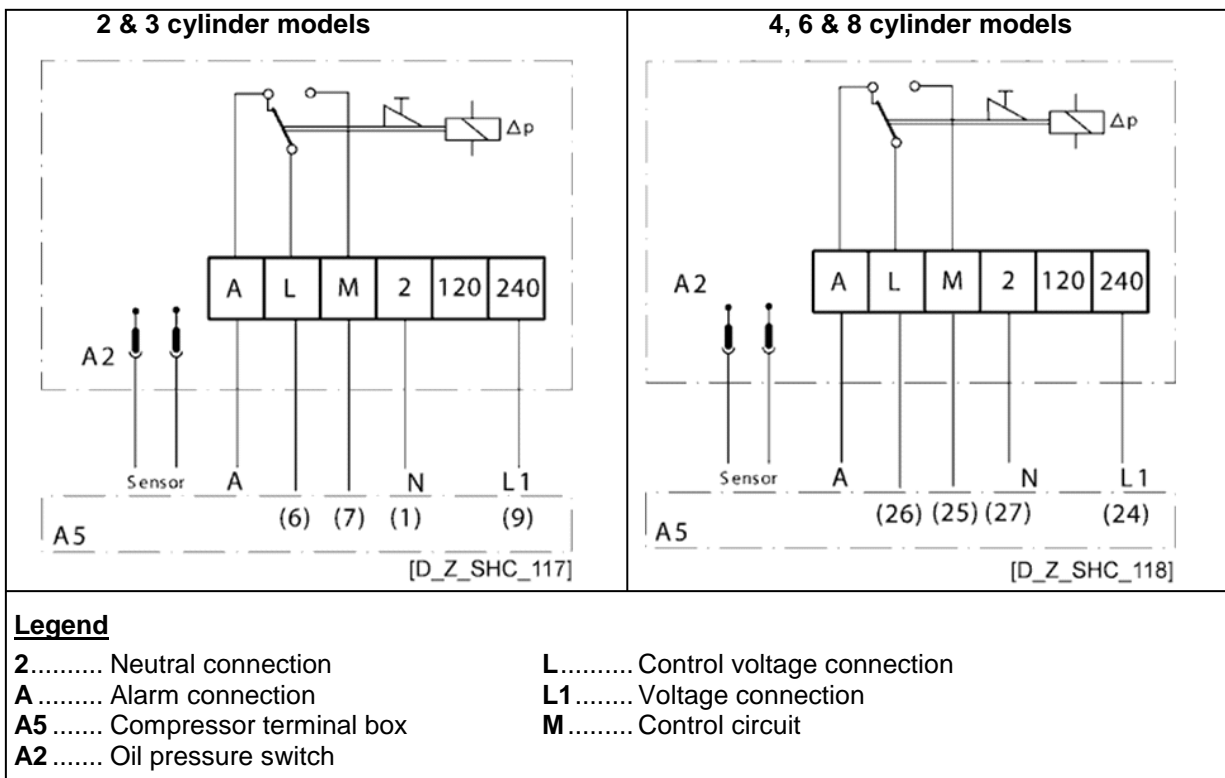 2 & 3 cylinder models
Δp
A L M 2 120 240
A2
Sensor A N L1
(6) (7) (1) (9)
A5
[D_Z_SHC_117]
4, 6 & 8 cylinder models
Δp
A2
A L M 2 120 240
Sensor A N L1
(26) (25) (27) (24)
A5
[D_Z_SHC_118]
Legend
2.......... Neutral connection
A ......... Alarm connection
A5 ....... Compressor terminal box
A2 ....... Oil pressure switch
L.......... Control voltage connection
L1........ Voltage connection
M ......... Control circuit